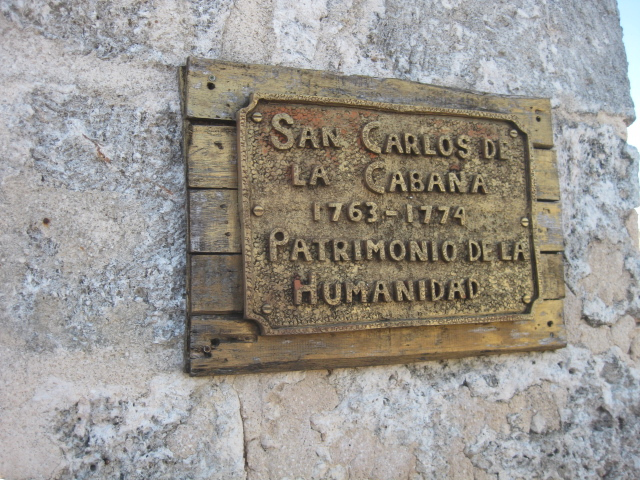 San Carlos de
la Cabaña
1763-1774
Patrimonio de la
Humanidad